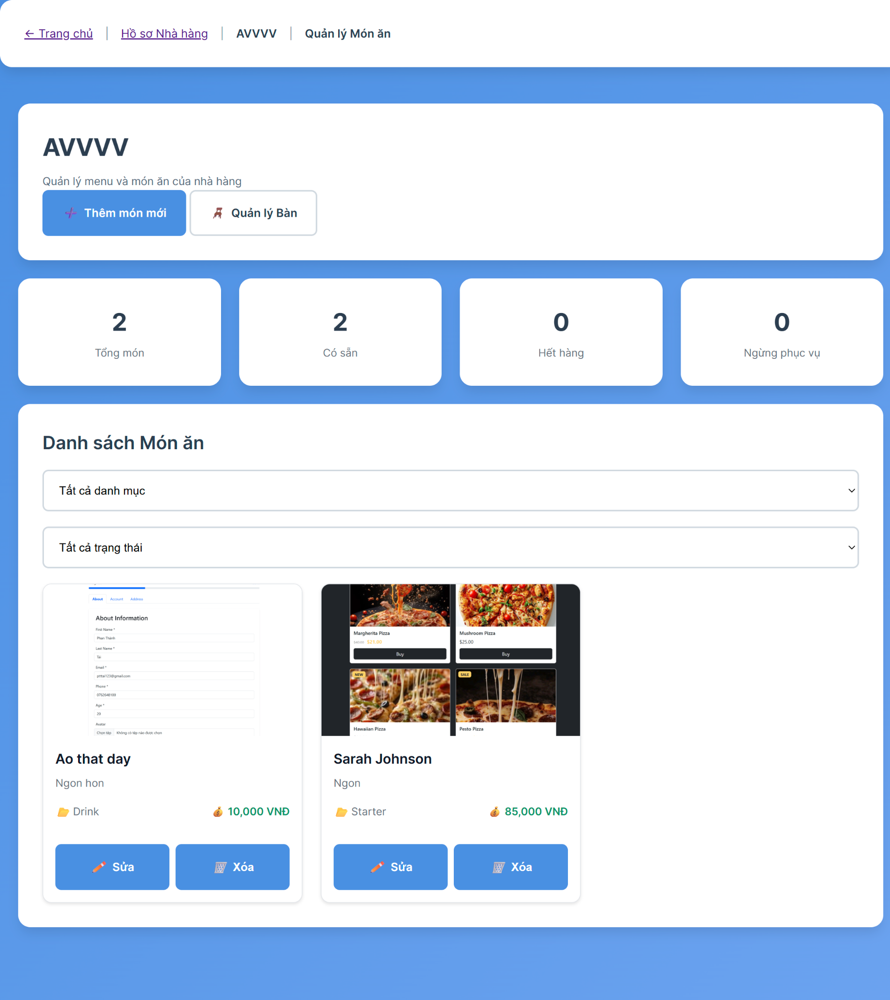 ← Trang chủ | Hồ sơ Nhà hàng | AVVVV | Quản lý Món ăn
AVVVV
Quản lý menu và món ăn của nhà hàng
Thêm món mới Quản lý Bàn
2 2 0 0
Tổng món Có sẵn Hết hàng Ngừng phục vụ
Danh sách Món ăn
Tất cả danh mục
Tất cả trạng thái
About Account Address
About Information
First Name *
Phan Thành
Last Name *
Tài
Email *
ptttai123@gmail.com
Phone *
0762648100
Age *
20
Avatar
Chọn tệp Không có tệp nào được chọn
Margherita Pizza Mushroom Pizza
$40.00 $21.00 $25.00
Buy Buy
NEW SALE
Hawaiian Pizza Pesto Pizza
Ao that day
Ngon hon
Drink 10,000 VNĐ
Sửa Xóa
Sarah Johnson
Ngon
Starter 85,000 VNĐ
Sửa Xóa